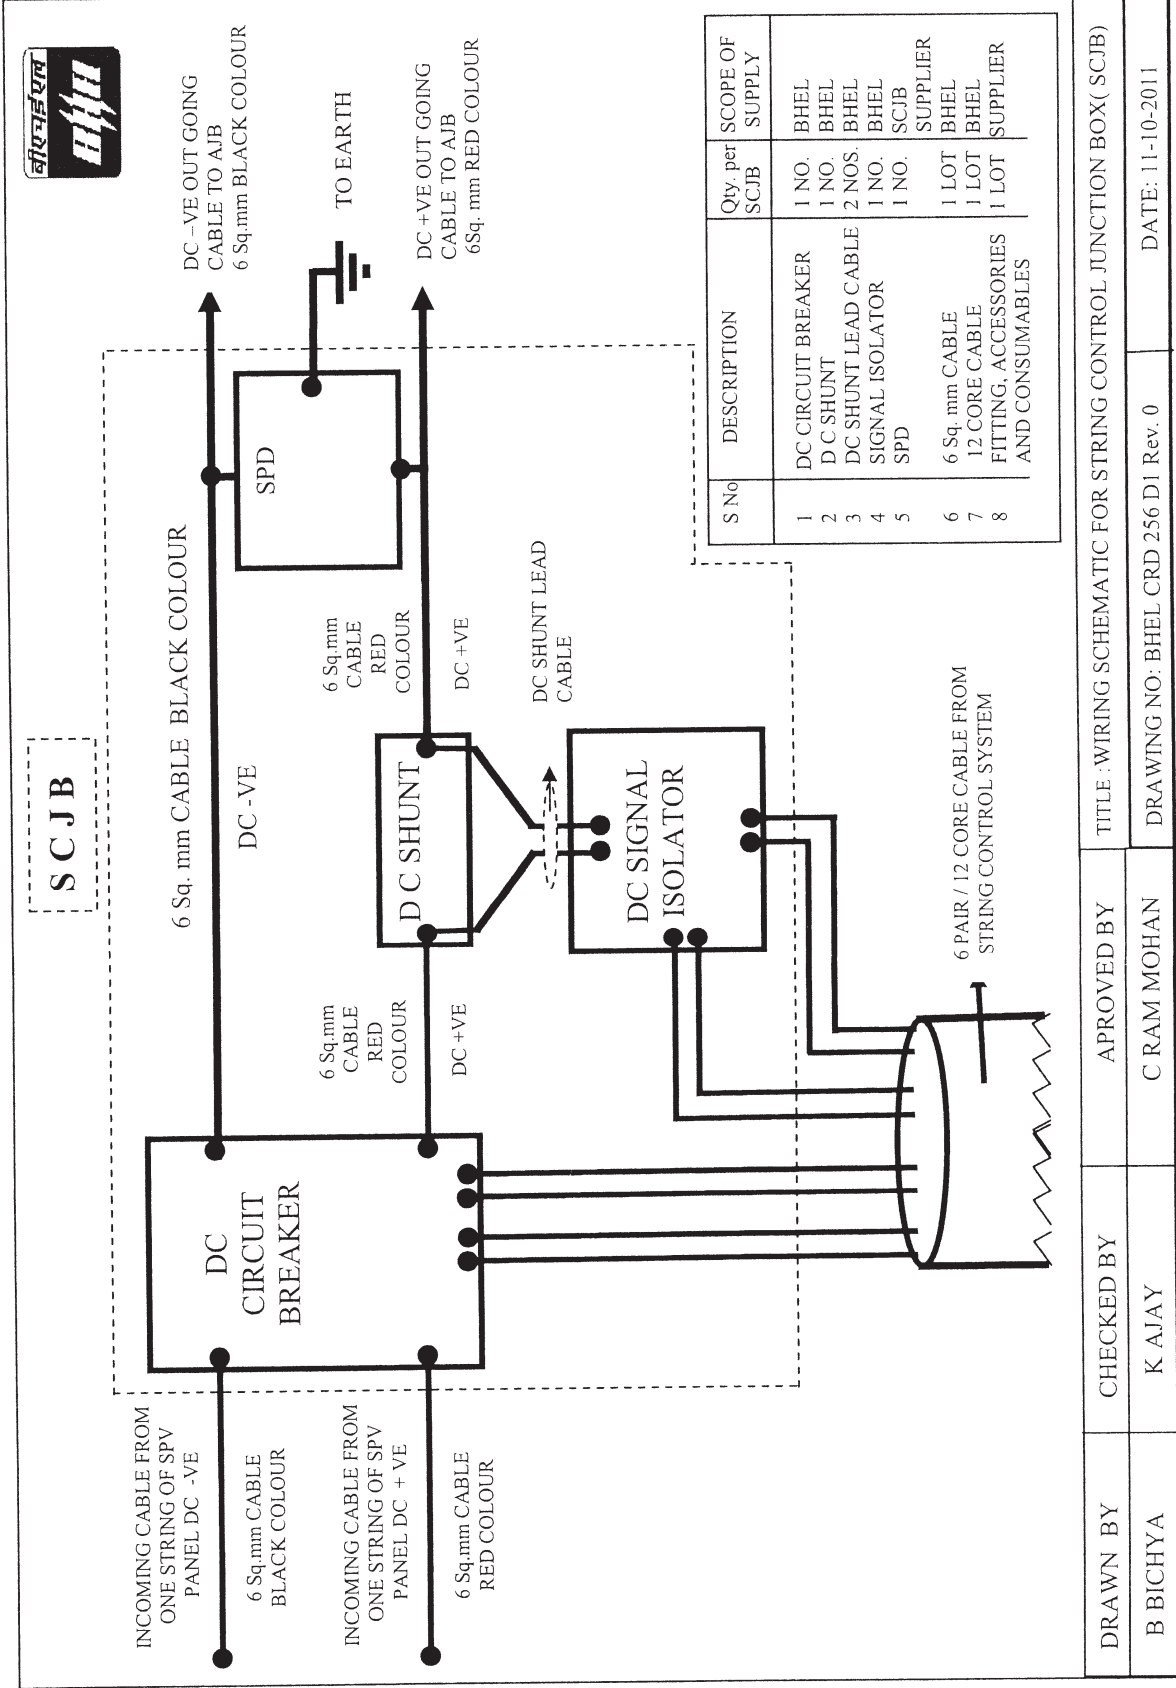 बीएचईएल
BHEL
S C J B
INCOMING CABLE FROM
ONE STRING OF SPV
PANEL DC -VE
6 Sq.mm CABLE
BLACK COLOUR
INCOMING CABLE FROM
ONE STRING OF SPV
PANEL DC + VE
6 Sq.mm CABLE
RED COLOUR
DC
CIRCUIT
BREAKER
6 Sq. mm CABLE BLACK COLOUR
DC -VE
6 Sq.mm
CABLE
RED
COLOUR
DC +VE
D C SHUNT
6 Sq.mm
CABLE
RED
COLOUR
DC +VE
SPD
DC –VE OUT GOING
CABLE TO AJB
6 Sq.mm BLACK COLOUR
TO EARTH
DC +VE OUT GOING
CABLE TO AJB
6Sq. mm RED COLOUR
DC SHUNT LEAD
CABLE
DC SIGNAL
ISOLATOR
6 PAIR / 12 CORE CABLE FROM
STRING CONTROL SYSTEM
S No DESCRIPTION Qty. per SCOPE OF
SCJB SUPPLY
1 DC CIRCUIT BREAKER 1 NO. BHEL
2 D C SHUNT 1 NO. BHEL
3 DC SHUNT LEAD CABLE 2 NOS. BHEL
4 SIGNAL ISOLATOR 1 NO. BHEL
5 SPD 1 NO. SCJB
SUPPLIER
6 6 Sq. mm CABLE 1 LOT BHEL
7 12 CORE CABLE 1 LOT BHEL
8 FITTING, ACCESSORIES 1 LOT SUPPLIER
AND CONSUMABLES
DRAWN BY CHECKED BY APROVED BY TITLE : WIRING SCHEMATIC FOR STRING CONTROL JUNCTION BOX( SCJB)
B BICHYA K AJAY C RAM MOHAN DRAWING NO: BHEL CRD 256 D1 Rev. 0 DATE: 11-10-2011